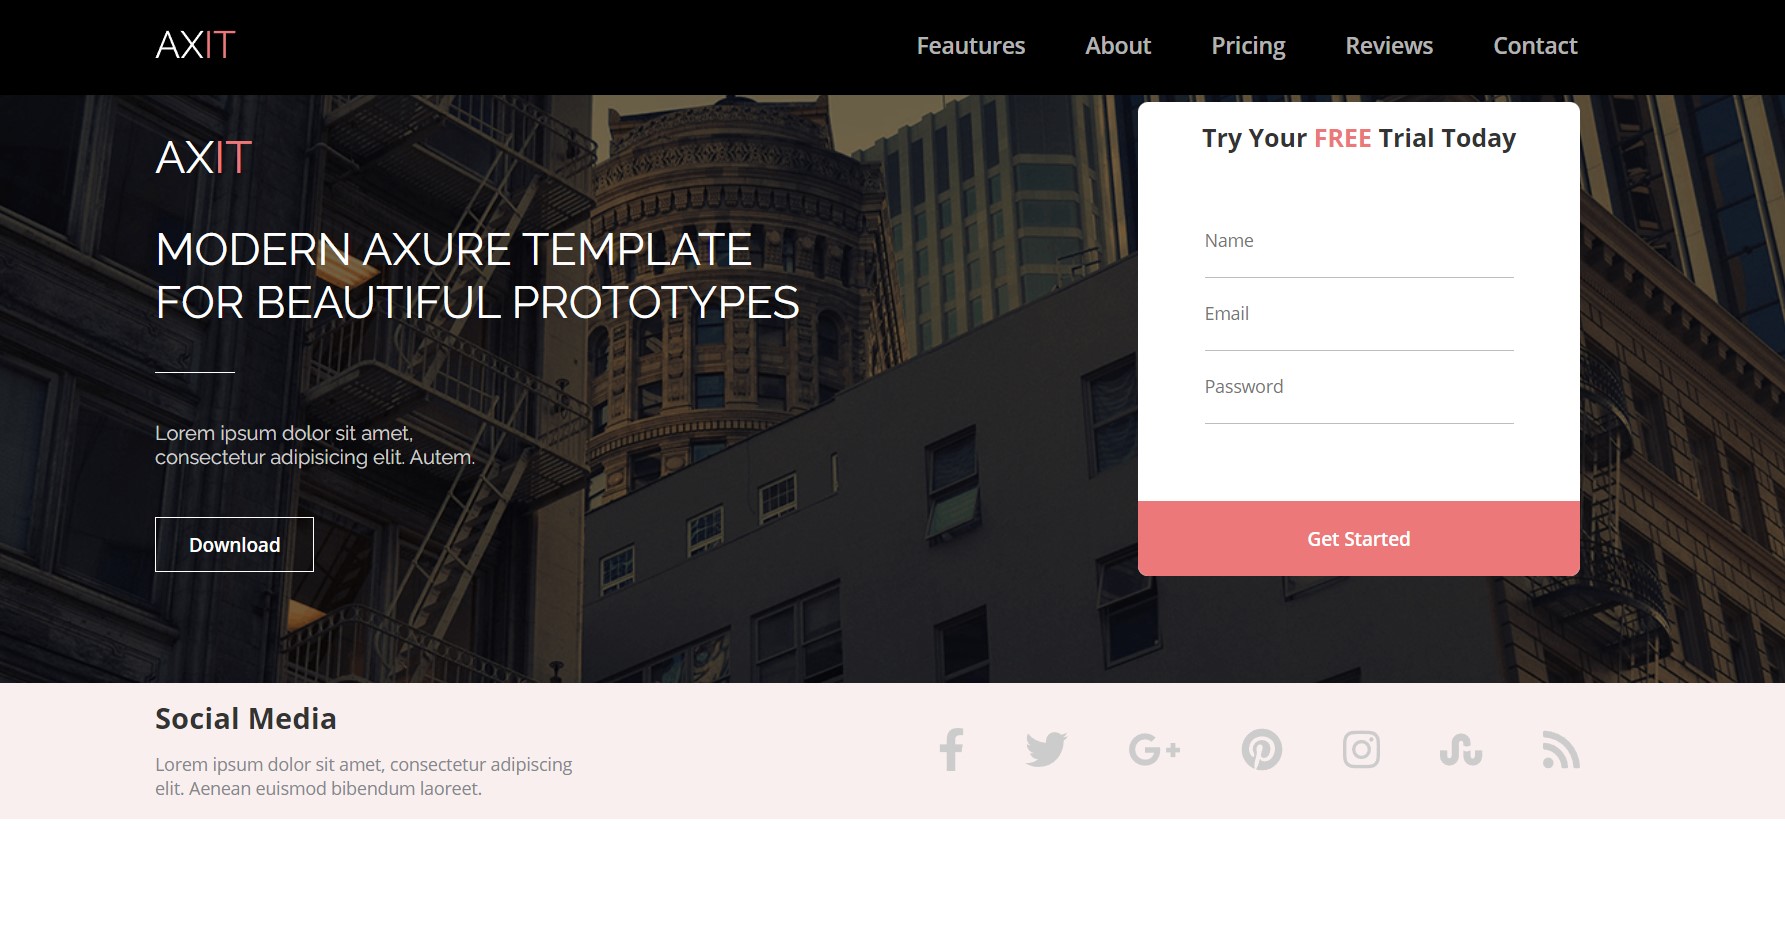 AXIT
Feautures
About
Pricing
Reviews
Contact
AXIT
MODERN AXURE TEMPLATE
FOR BEAUTIFUL PROTOTYPES
Lorem ipsum dolor sit amet,
consectetur adipisicing elit. Autem.
Download
Try Your FREE Trial Today
Name
Email
Password
Get Started
Social Media
Lorem ipsum dolor sit amet, consectetur adipiscing
elit. Aenean euismod bibendum laoreet.